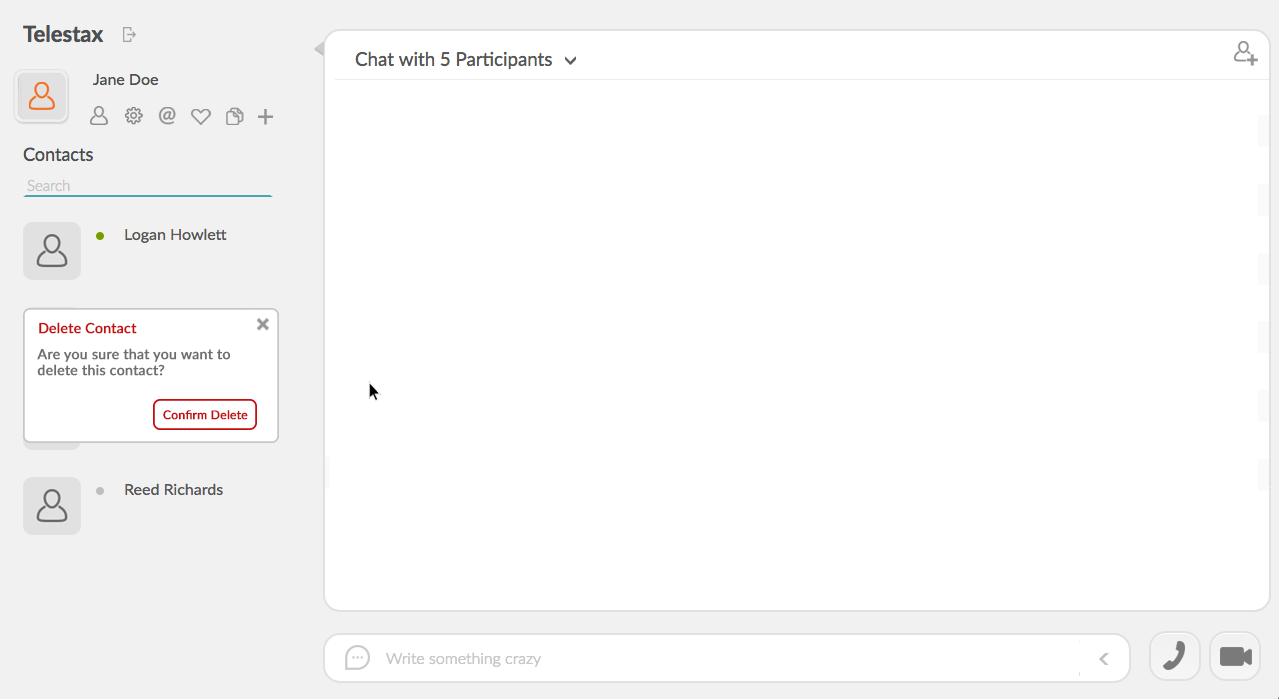 Telestax
Jane Doe
@
Contacts
Search
Logan Howlett
Delete Contact
Are you sure that you want to
delete this contact?
Confirm Delete
Reed Richards
Chat with 5 Participants
Write something crazy